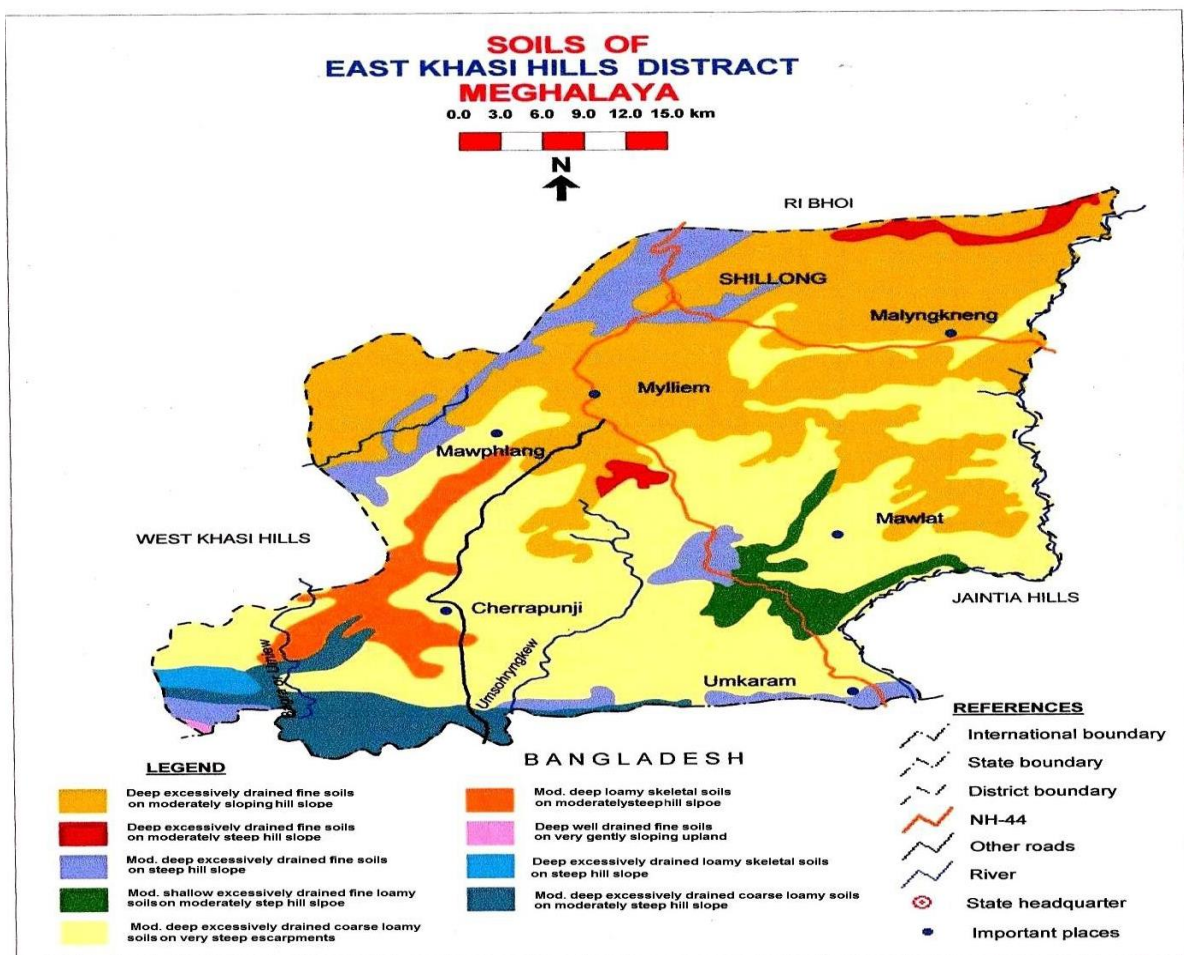 SOILS OF
EAST KHASI HILLS DISTRACT
MEGHALAYA
0.0 3.0 6.0 9.0 12.0 15.0 km
N
RI BHOI
SHILLONG
Malyngkneng
Mylliem
Mawphlang
WEST KHASI HILLS
Mawlat
JAINTIA HILLS
Cherrapunji
Umsohryngkew
Umkaram
BANGLADESH
LEGEND
Deep excessively drained fine soils
on moderately sloping hill slope
Deep excessively drained fine soils
on moderately steep hill slope
Mod. deep excessively drained fine soils
on steep hill slope
Mod. shallow excessively drained fine loamy
soils on moderately step hill slpoe
Mod. deep excessively drained coarse loamy
soils on very steep escarpments
Mod. deep loamy skeletal soils
on moderatelysteephill slpoe
Deep well drained fine soils
on very gently sloping upland
Deep excessively drained loamy skeletal soils
on steep hill slope
Mod. deep excessively drained coarse loamy soils
on moderately steep hill slope
REFERENCES
International boundary
State boundary
District boundary
NH-44
Other roads
River
State headquarter
Important places